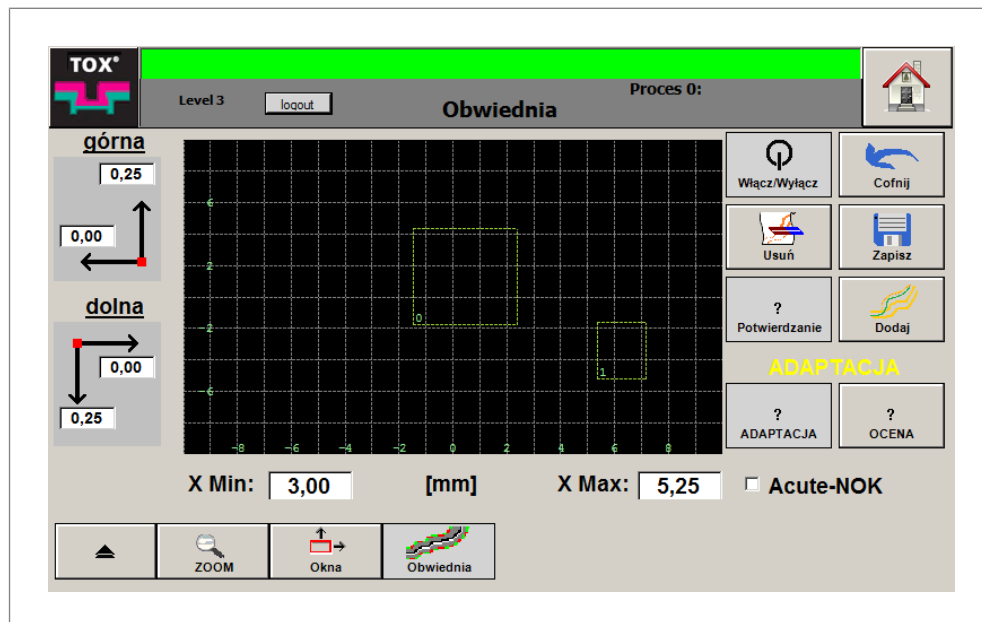 TOX®
Level 3
logout
Obwiednia
Proces 0:
górna
0,25
0,00
dolna
0,00
0,25
6
2
-2
-6
-8
-6
-4
-2
0
2
4
6
8
0
1
Włącz/Wyłącz
Cofnij
Usuń
Zapisz
?
Potwierdzanie
Dodaj
ADAPTACJA
?
ADAPTACJA
?
OCENA
X Min:
3,00
[mm]
X Max:
5,25
Acute-NOK
ZOOM
Okna
Obwiednia